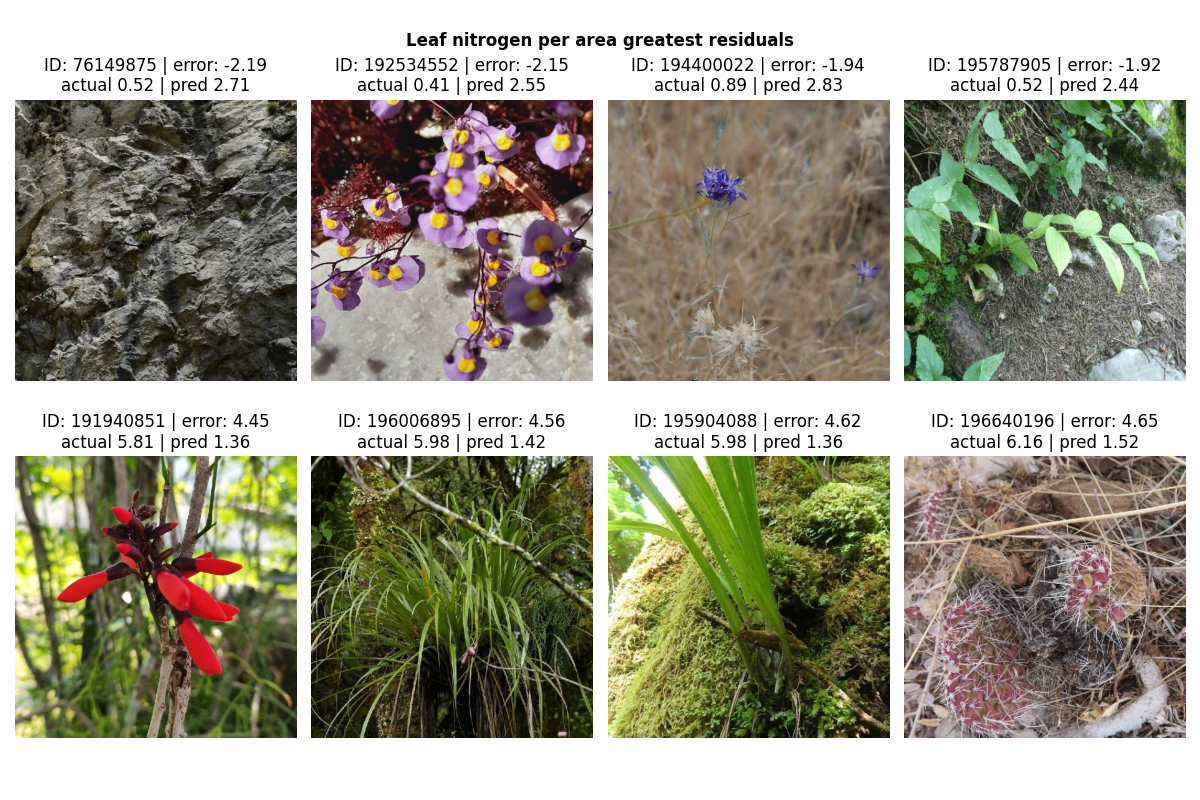 Leaf nitrogen per area greatest residuals
ID: 76149875 | error: -2.19
actual 0.52 | pred 2.71
ID: 192534552 | error: -2.15
actual 0.41 | pred 2.55
ID: 194400022 | error: -1.94
actual 0.89 | pred 2.83
ID: 195787905 | error: -1.92
actual 0.52 | pred 2.44
ID: 191940851 | error: 4.45
actual 5.81 | pred 1.36
ID: 196006895 | error: 4.56
actual 5.98 | pred 1.42
ID: 195904088 | error: 4.62
actual 5.98 | pred 1.36
ID: 196640196 | error: 4.65
actual 6.16 | pred 1.52